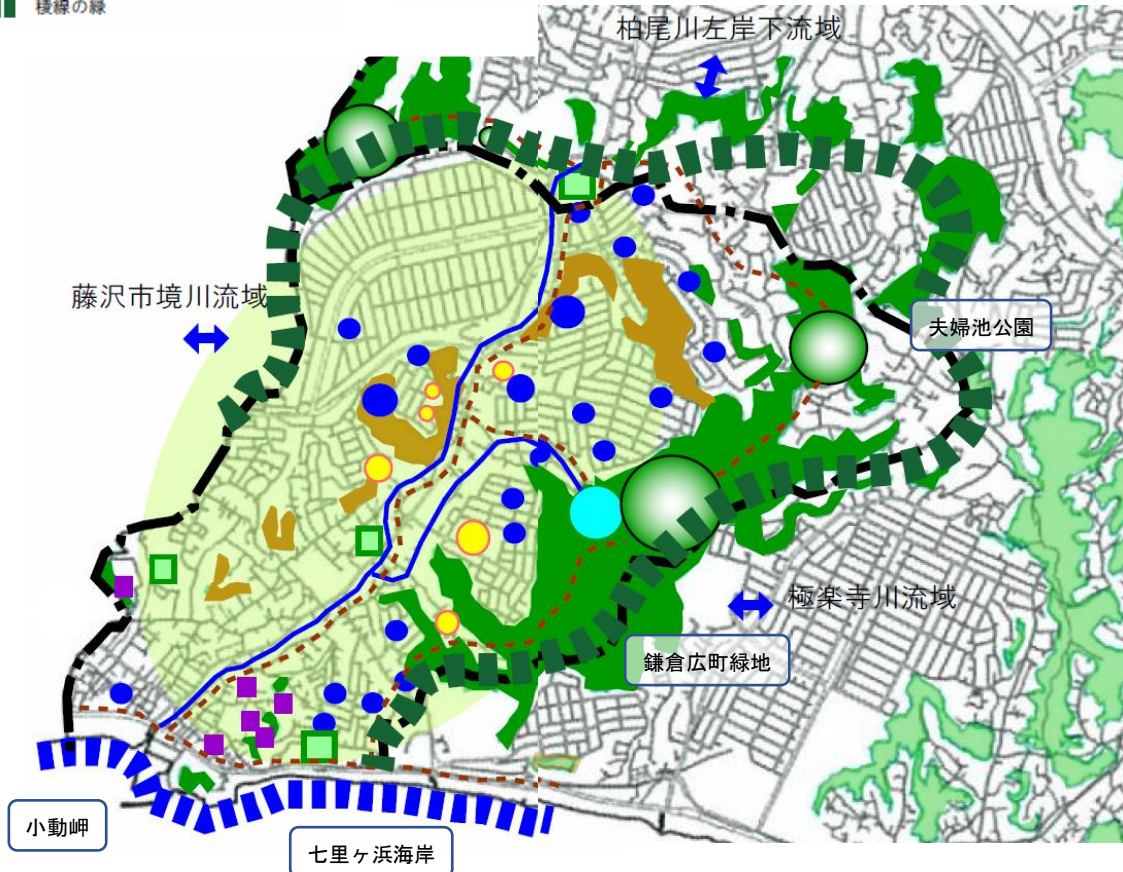 稜線の緑
柏尾川左岸下流域
藤沢市境川流域
夫婦池公園
極楽寺川流域
鎌倉広町緑地
小動岬
七里ヶ浜海岸